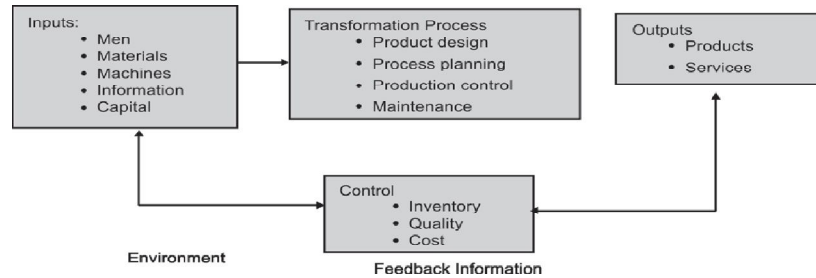 Inputs:
• Men
• Materials
• Machines
• Information
• Capital
Transformation Process
• Product design
• Process planning
• Production control
• Maintenance
Outputs
• Products
• Services
Control
• Inventory
• Quality
• Cost
Environment
Feedback Information